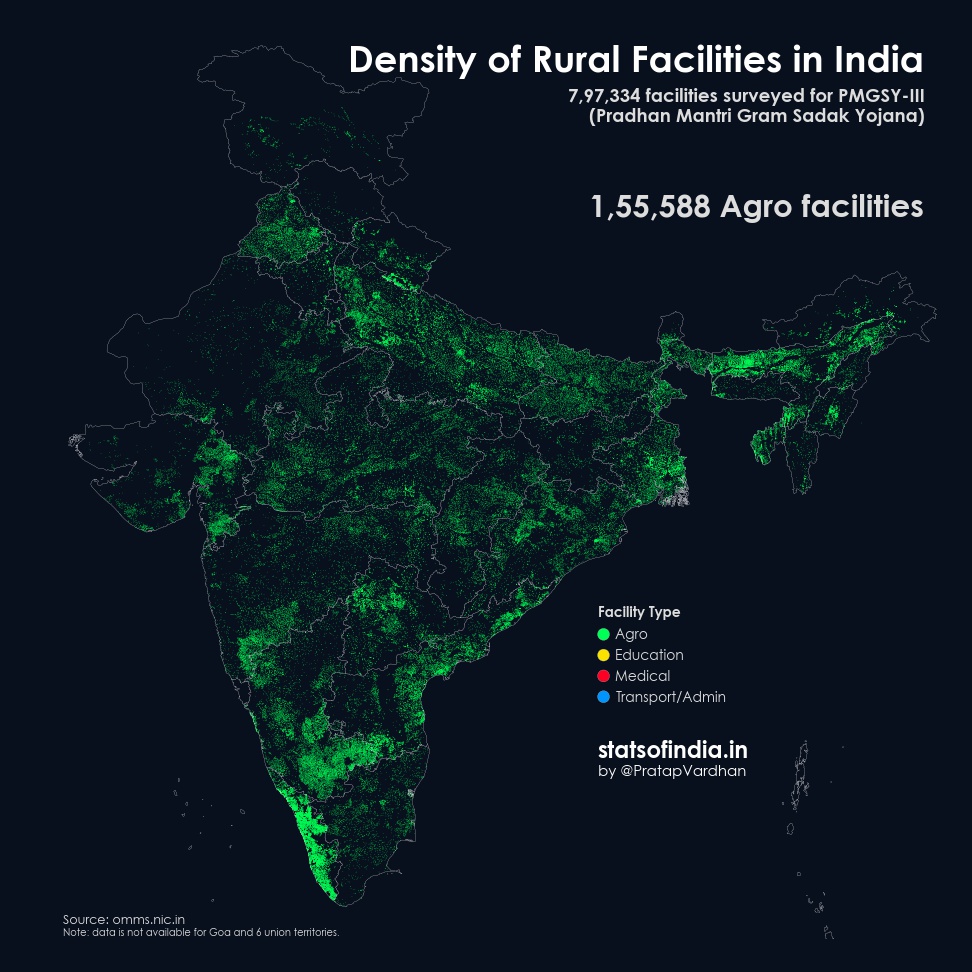 Density of Rural Facilities in India
7,97,334 facilities surveyed for PMGSY-III
(Pradhan Mantri Gram Sadak Yojana)
1,55,588 Agro facilities
Facility Type
Agro
Education
Medical
Transport/Admin
statsofindia.in
by @PratapVardhan
Source: omms.nic.in
Note: data is not available for Goa and 6 union territories.